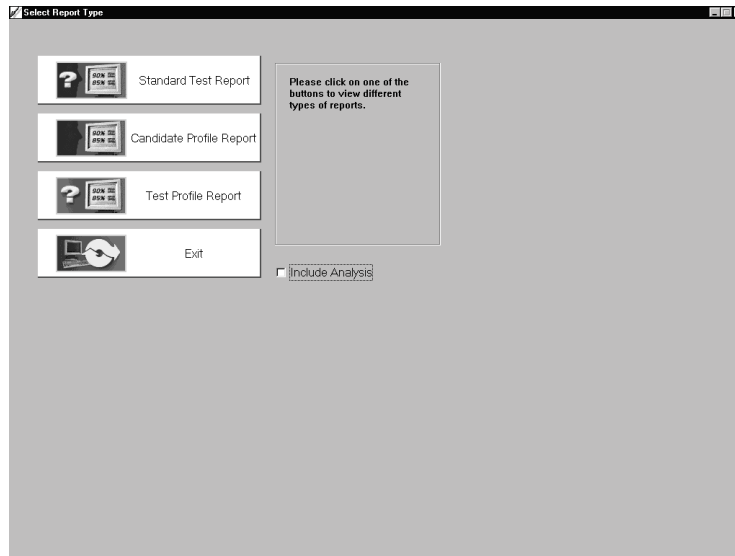 Select Report Type
Standard Test Report
Please click on one of the
buttons to view different
types of reports.
Candidate Profile Report
Test Profile Report
Exit
Include Analysis